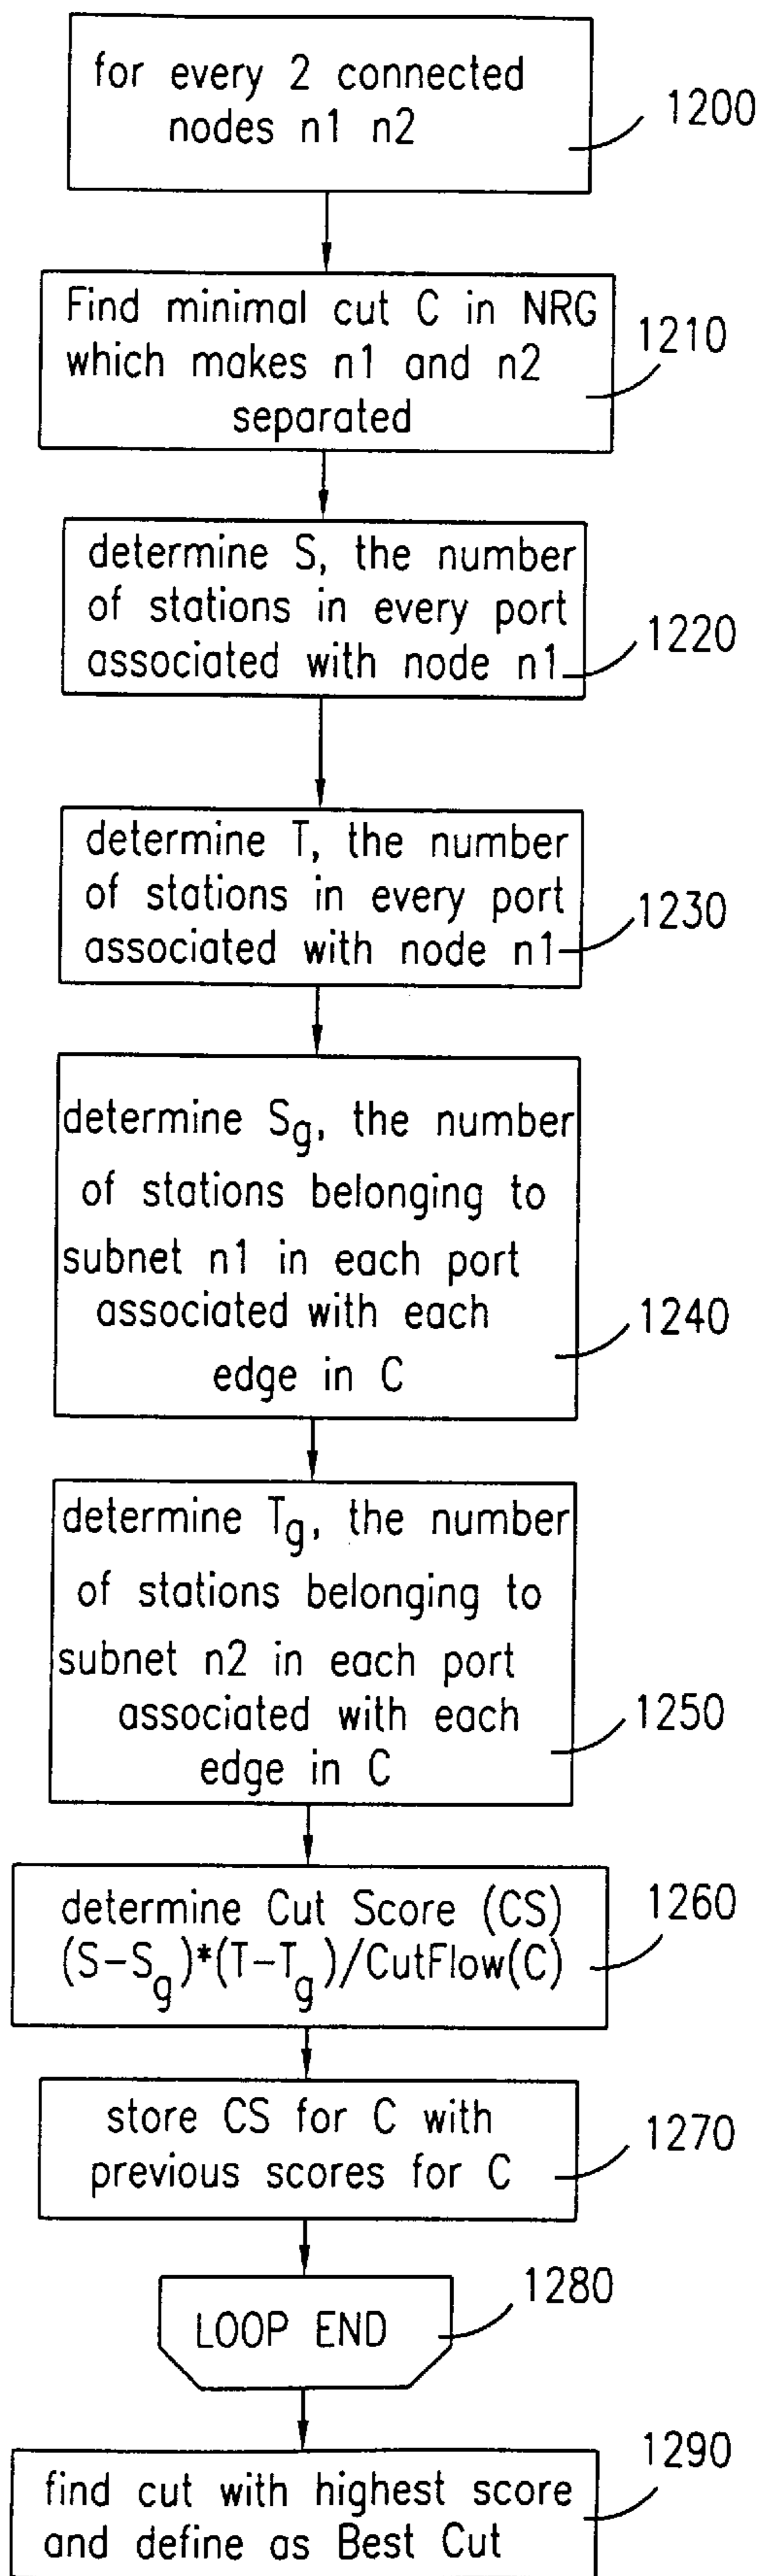 for every 2 connected
nodes n1 n2
1200
Find minimal cut C in NRG
which makes n1 and n2
separated
1210
determine S, the number
of stations in every port
associated with node n1
1220
determine T, the number
of stations in every port
associated with node n1
1230
determine Sg, the number
of stations belonging to
subnet n1 in each port
associated with each
edge in C
1240
determine Tg, the number
of stations belonging to
subnet n2 in each port
associated with each
edge in C
1250
determine Cut Score (CS)
(S-Sg)*(T-Tg)/CutFlow(C)
1260
store CS for C with
previous scores for C
1270
LOOP END
1280
find cut with highest score
and define as Best Cut
1290